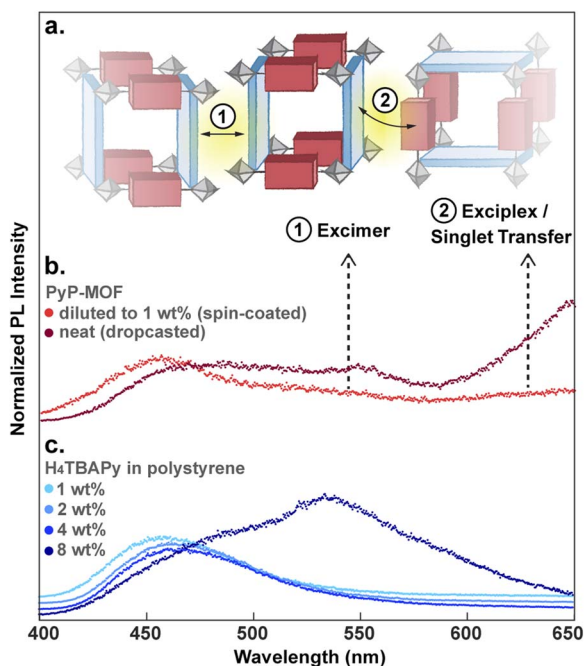 a.
1
2
① Excimer
② Exciplex /
Singlet Transfer
Normalized PL Intensity
b.
PyP-MOF
diluted to 1 wt% (spin-coated)
neat (dropcasted)
c.
H₄TBAPy in polystyrene
1 wt%
2 wt%
4 wt%
8 wt%
400 450 500 550 600 650
Wavelength (nm)